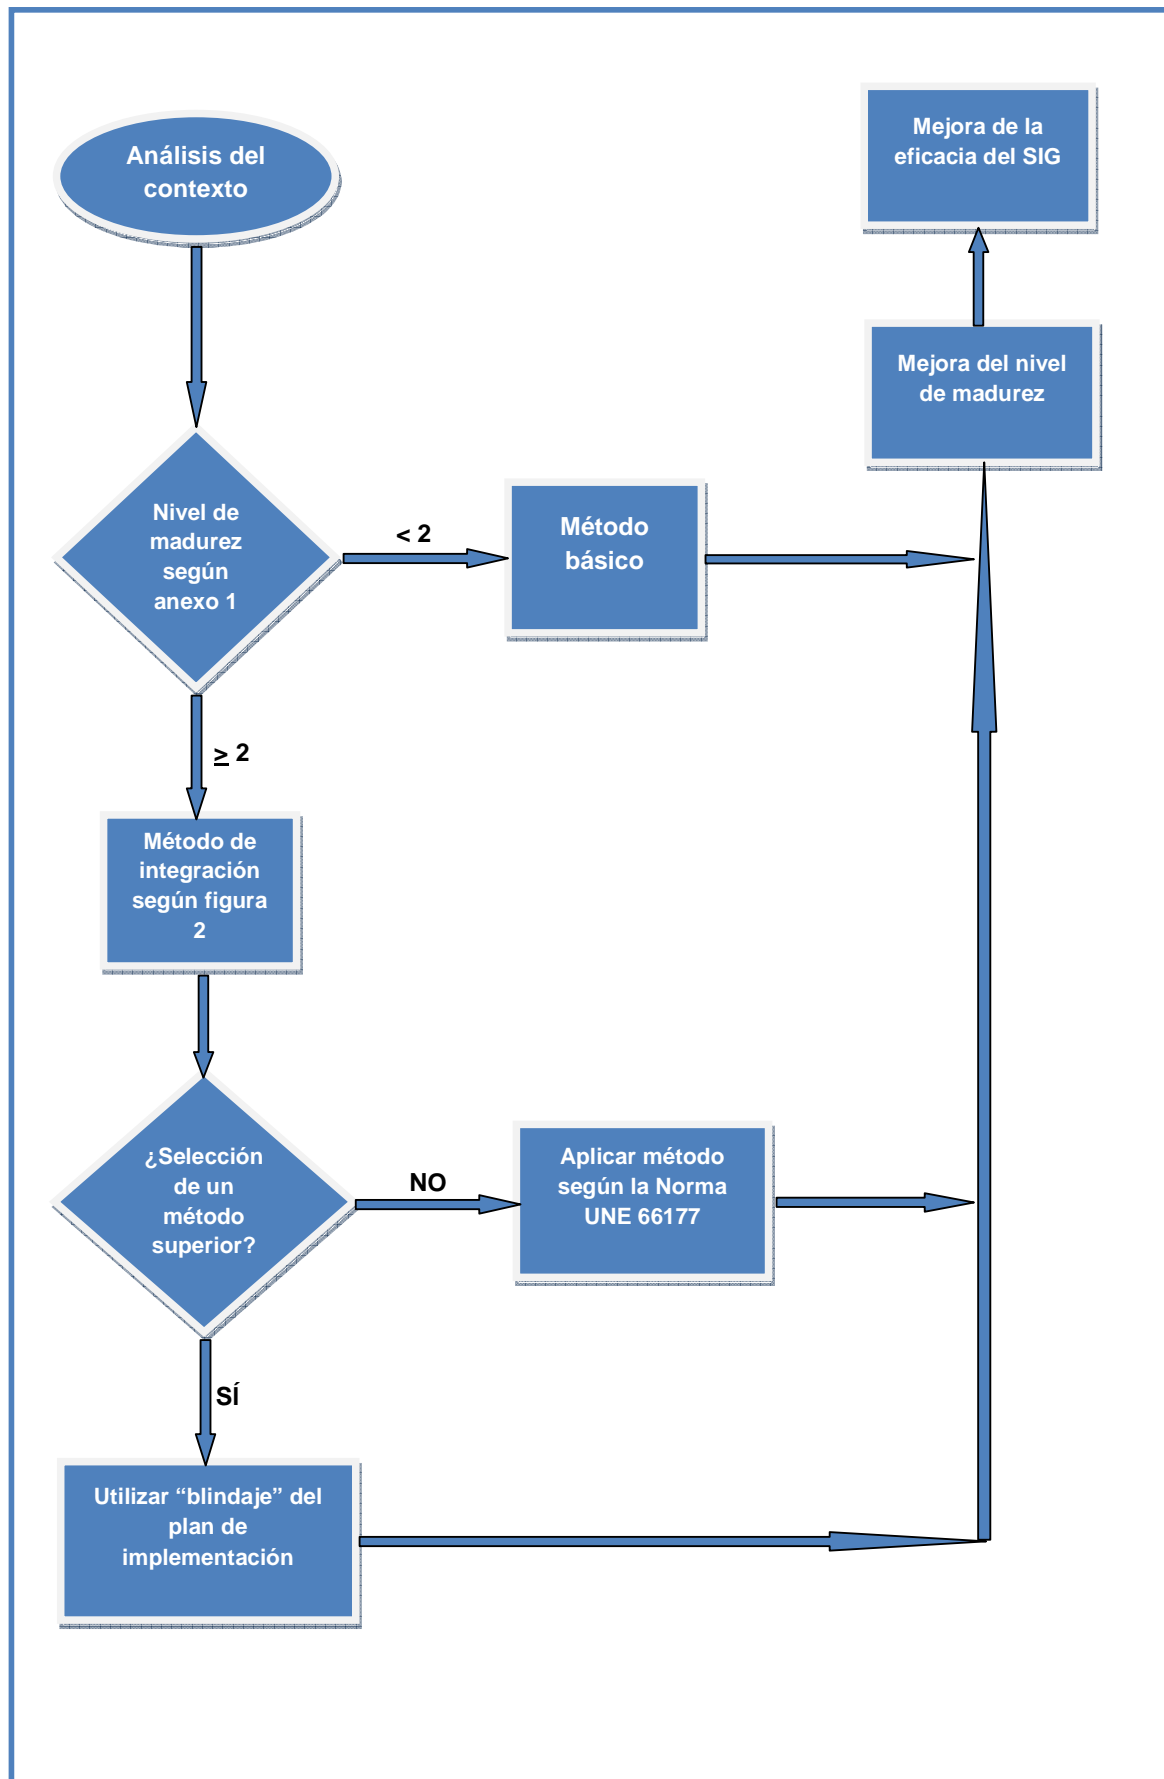 Análisis del
contexto
Mejora de la
eficacia del SIG
Mejora del nivel
de madurez
Nivel de
madurez
según
anexo 1
< 2
Método
básico
≥ 2
Método de
integración
según figura
2
¿Selección
de un
método
superior?
NO
Aplicar método
según la Norma
UNE 66177
SÍ
Utilizar “blindaje” del
plan de
implementación